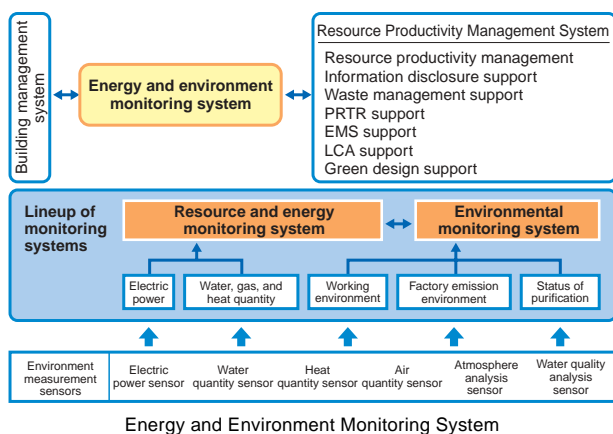 Building management
system
Energy and environment
monitoring system
Resource Productivity Management System
Resource productivity management
Information disclosure support
Waste management support
PRTR support
EMS support
LCA support
Green design support
Lineup of
monitoring
systems
Resource and energy
monitoring system
Environmental
monitoring system
Electric
power
Water, gas, and
heat quantity
Working
environment
Factory emission
environment
Status of
purification
Environment
measurement
sensors
Electric
power sensor
Water
quantity sensor
Heat
quantity sensor
Air
quantity sensor
Atmosphere
analysis sensor
Water quality
analysis
sensor
Energy and Environment Monitoring System